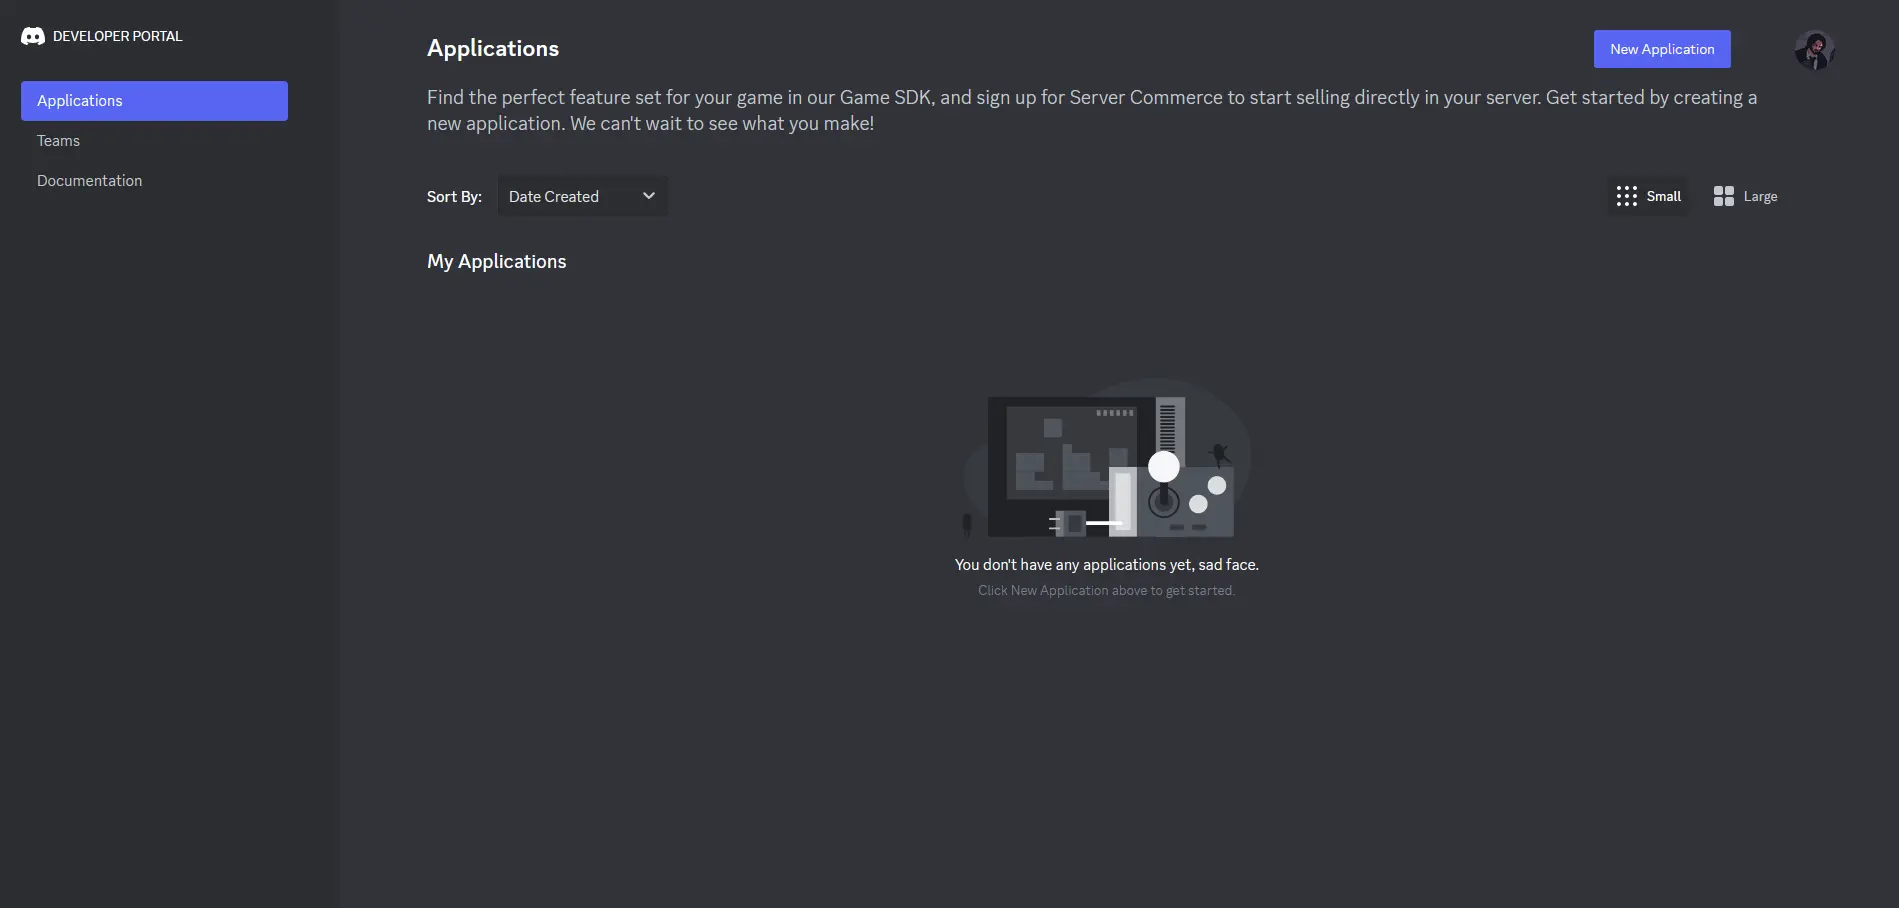 DEVELOPER PORTAL
Applications
Teams
Documentation
Applications
New Application
Find the perfect feature set for your game in our Game SDK, and sign up for Server Commerce to start selling directly in your server. Get started by creating a
new application. We can't wait to see what you make!
Sort By:
Date Created
Small
Large
My Applications
You don't have any applications yet, sad face.
Click New Application above to get started.